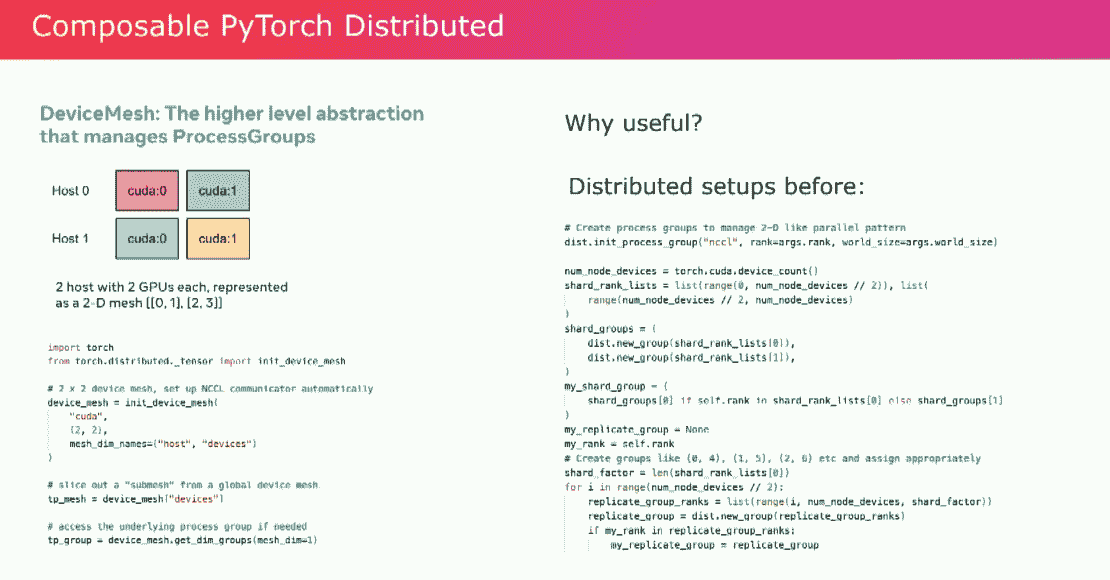 Composable PyTorch Distributed
DeviceMesh: The higher level abstraction
that manages ProcessGroups
Host 0
cuda:0
cuda:1
Host 1
cuda:0
cuda:1
2 host with 2 GPUs each, represented
as a 2-D mesh [[0, 1], [2, 3]]
import torch
from torch.distributed._tensor import init_device_mesh
# 2 x 2 device mesh, set up NCCL communicator automatically
device_mesh = init_device_mesh(
"cuda",
(2, 2),
mesh_dim_names=("host", "devices")
)
# slice out a "submesh" from a global device mesh
tp_mesh = device_mesh["devices"]
# access the underlying process group if needed
tp_group = device_mesh.get_dim_groups(mesh_dim=1)
Why useful?
Distributed setups before:
# Create process groups to manage 2-D like parallel pattern
dist.init_process_group("nccl", rank=args.rank, world_size=args.world_size)
num_node_devices = torch.cuda.device_count()
shard_rank_lists = list(range(0, num_node_devices // 2)), list(
range(num_node_devices // 2, num_node_devices)
)
shard_groups = (
dist.new_group(shard_rank_lists[0]),
dist.new_group(shard_rank_lists[1]),
)
my_shard_group = (
shard_groups[0] if self.rank in shard_rank_lists[0] else shard_groups[1]
)
my_replicate_group = None
my_rank = self.rank
# Create groups like (0, 4), (1, 5), (2, 6) etc and assign appropriately
shard_factor = len(shard_rank_lists[0])
for i in range(num_node_devices // 2):
replicate_group_ranks = list(range(i, num_node_devices, shard_factor))
replicate_group = dist.new_group(replicate_group_ranks)
if my_rank in replicate_group_ranks:
my_replicate_group = replicate_group